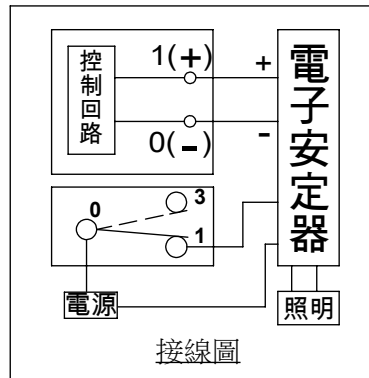 控制回路
1(+)
0(-)
+
-
電子安定器
0
3
1
電源
照明
接線圖